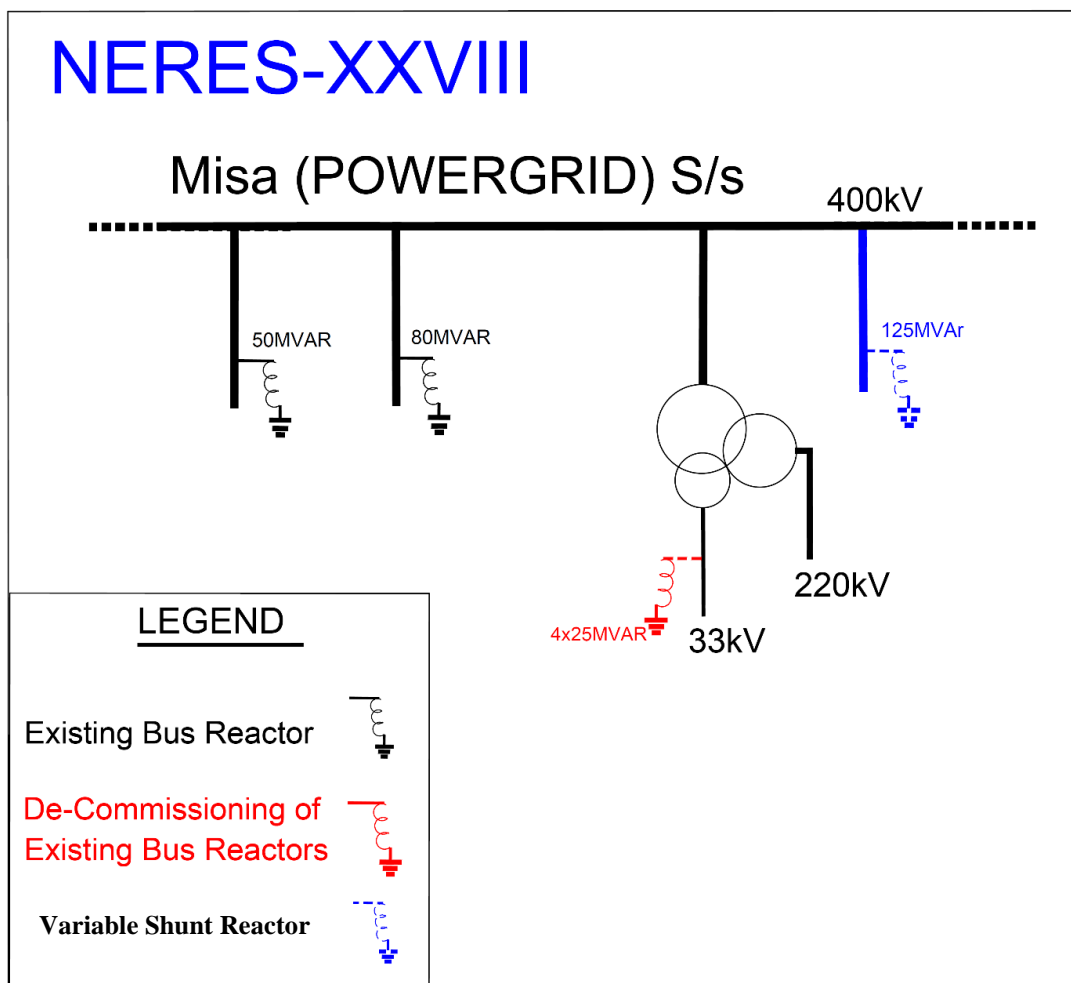 NERES-XXVIII
Misa (POWERGRID) S/s
400kV
50MVAR
80MVAR
125MVAr
220kV
4x25MVAR
33kV
LEGEND
Existing Bus Reactor
De-Commissioning of
Existing Bus Reactors
Variable Shunt Reactor